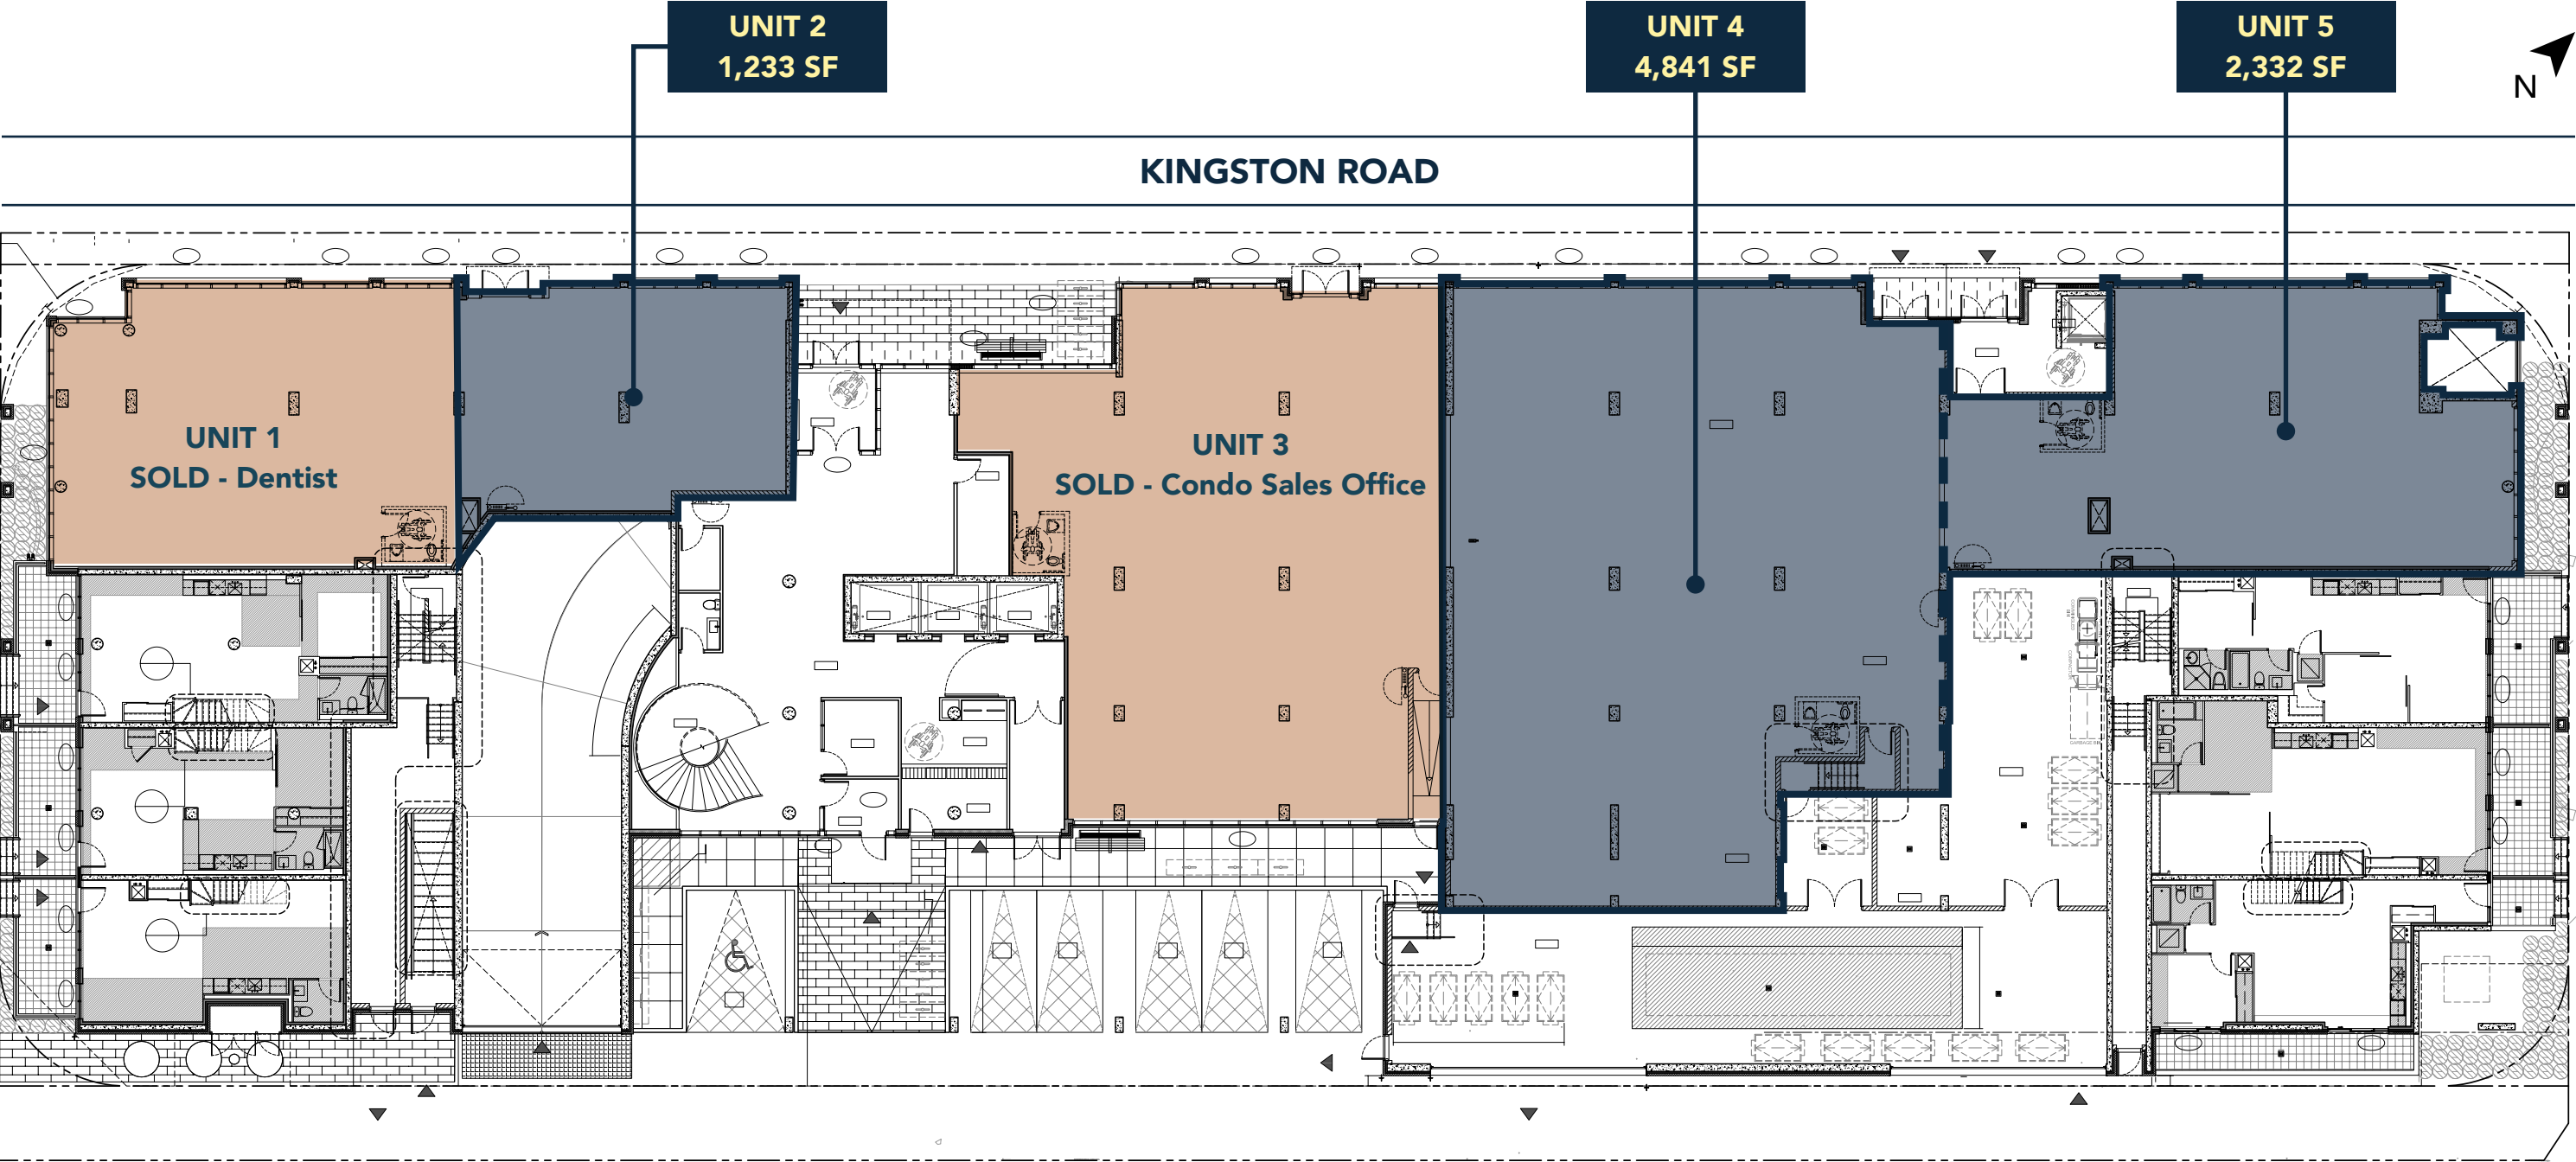 UNIT 2
1,233 SF
UNIT 4
4,841 SF
UNIT 5
2,332 SF
N
KINGSTON ROAD
UNIT 1
SOLD - Dentist
UNIT 3
SOLD - Condo Sales Office